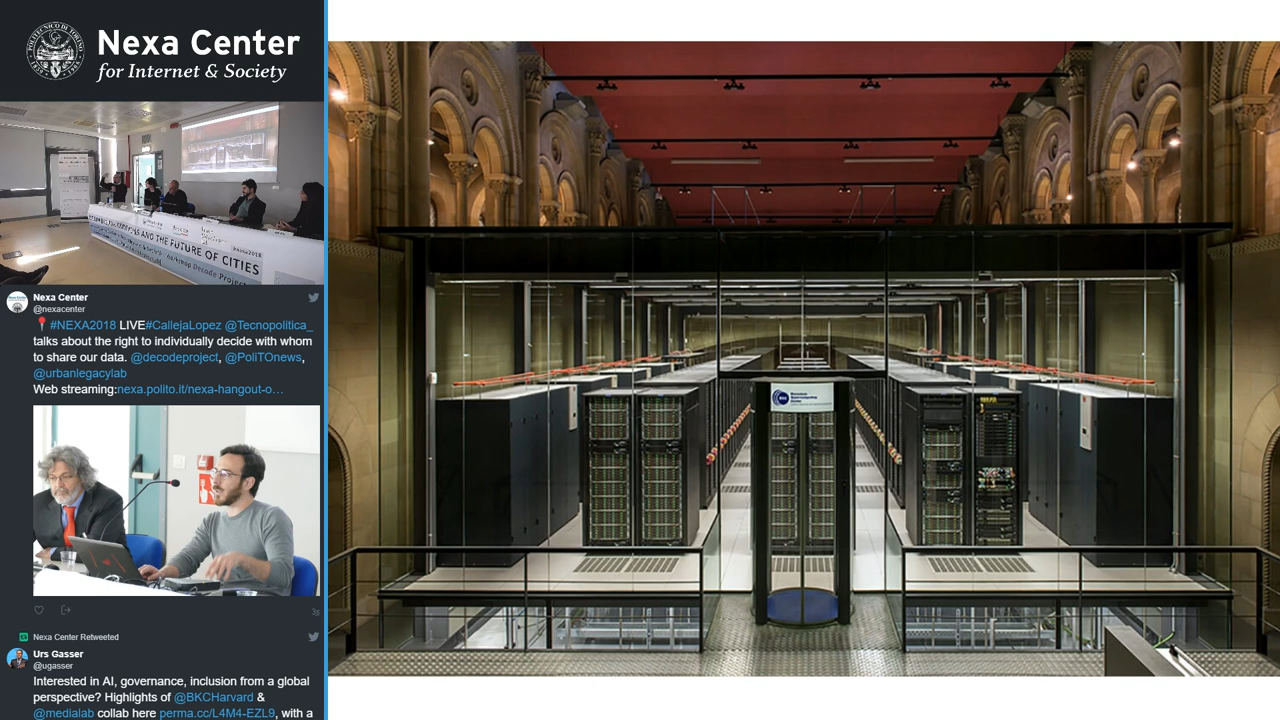 Nexa Center
for Internet & Society
AND THE FUTURE OF CITIES
Nexa Center
@nexacenter
📍#NEXA2018 LIVE#CallejaLopez @Tecnopolitica_
talks about the right to individually decide with whom
to share our data. @decodeproject, @PoliTOnews,
@urbanlegacylab
Web streaming:nexa.polito.it/nexa-hangout-o…
3s
Nexa Center Retweeted
Urs Gasser
@ugasser
Interested in AI, governance, inclusion from a global
perspective? Highlights of @BKCHarvard &
@medialab collab here perma.cc/L4M4-EZL9, with a